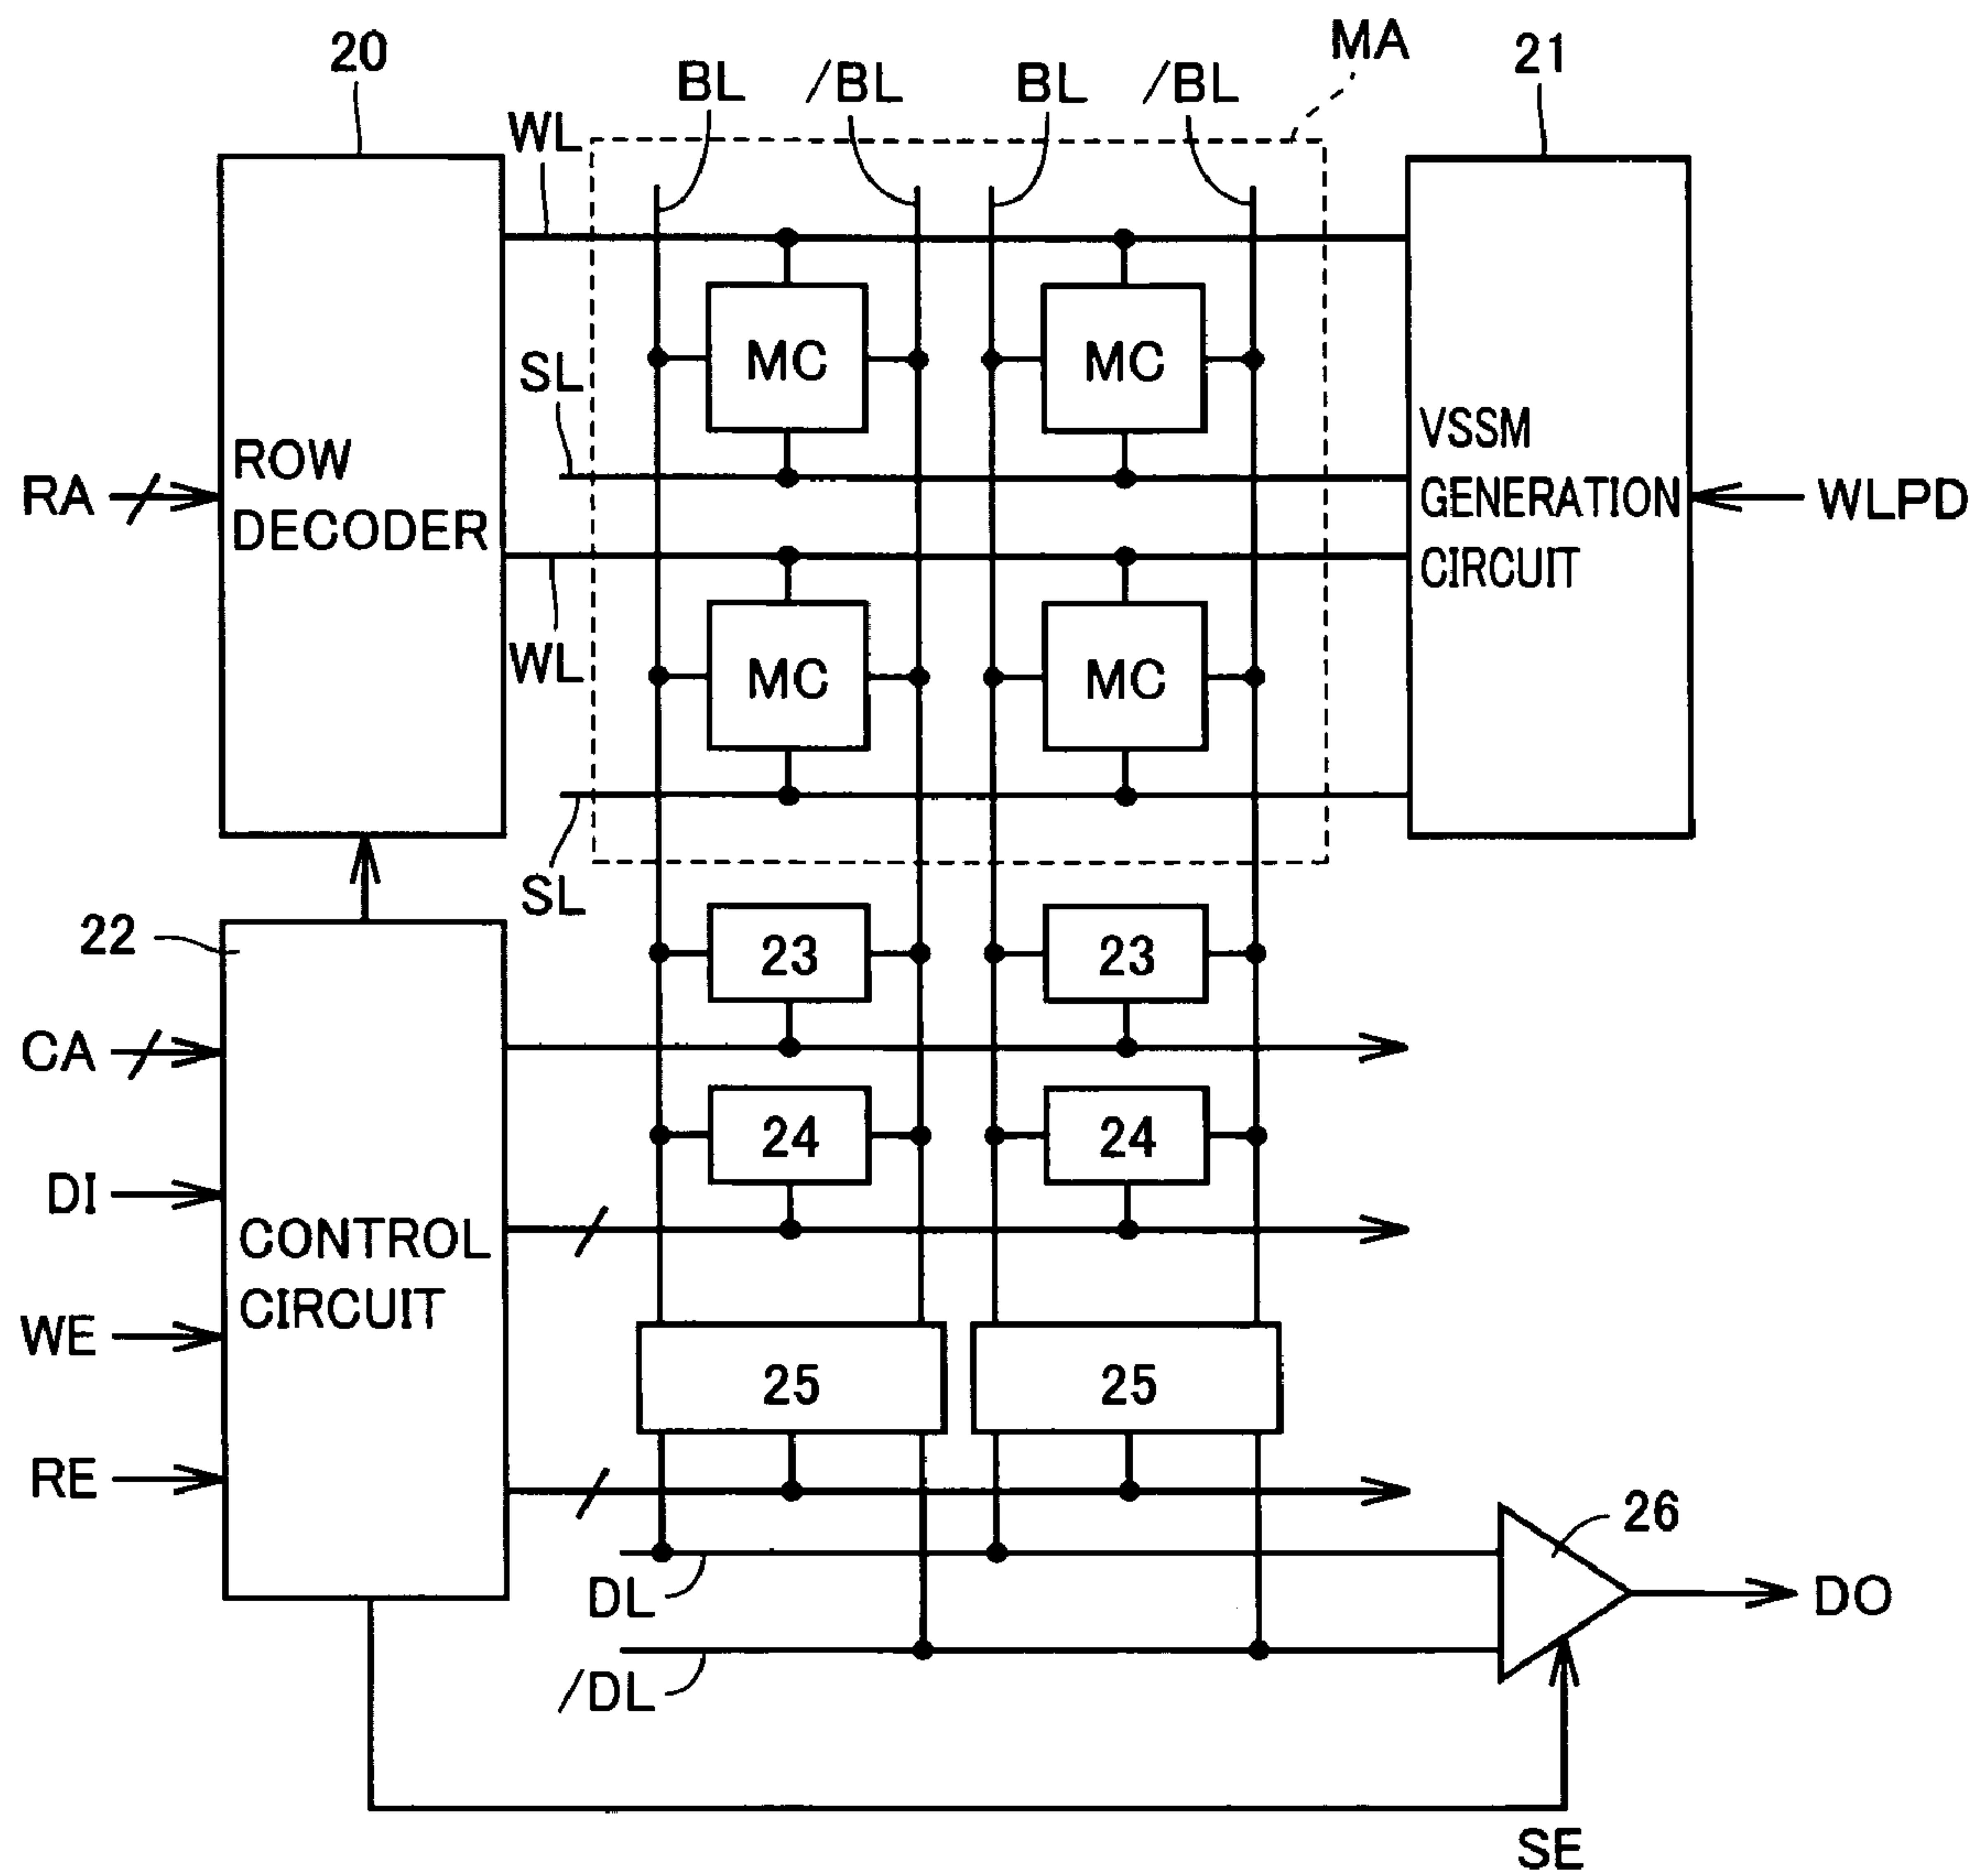 MA
20
21
BL
/BL
BL
/BL
WL
MC
MC
SL
VSSM
GENERATION
CIRCUIT
ROW
DECODER
RA
WLPD
WL
MC
MC
SL
22
23
23
CA
24
24
DI
CONTROL
CIRCUIT
WE
25
25
RE
26
DL
DO
/DL
SE